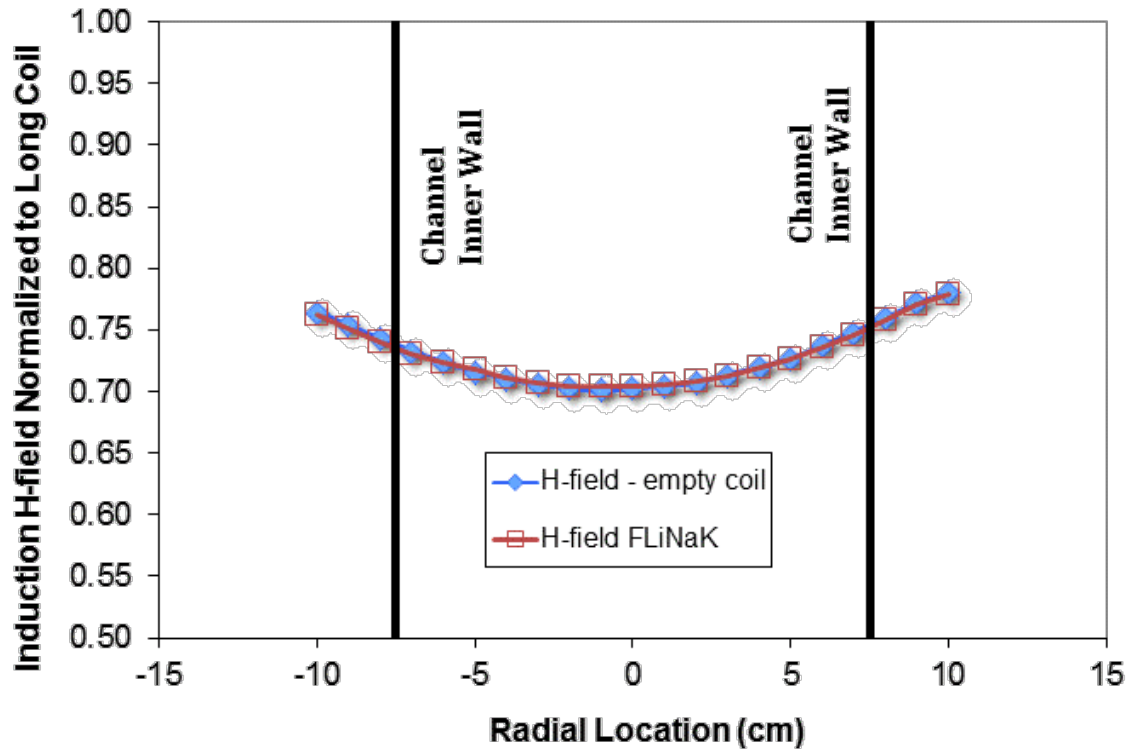 Induction H-field Normalized to Long Coil
1.00
0.95
0.90
0.85
0.80
0.75
0.70
0.65
0.60
0.55
0.50
Channel
Inner Wall
Channel
Inner Wall
H-field - empty coil
H-field FLiNaK
-15
-10
-5
0
5
10
15
Radial Location (cm)